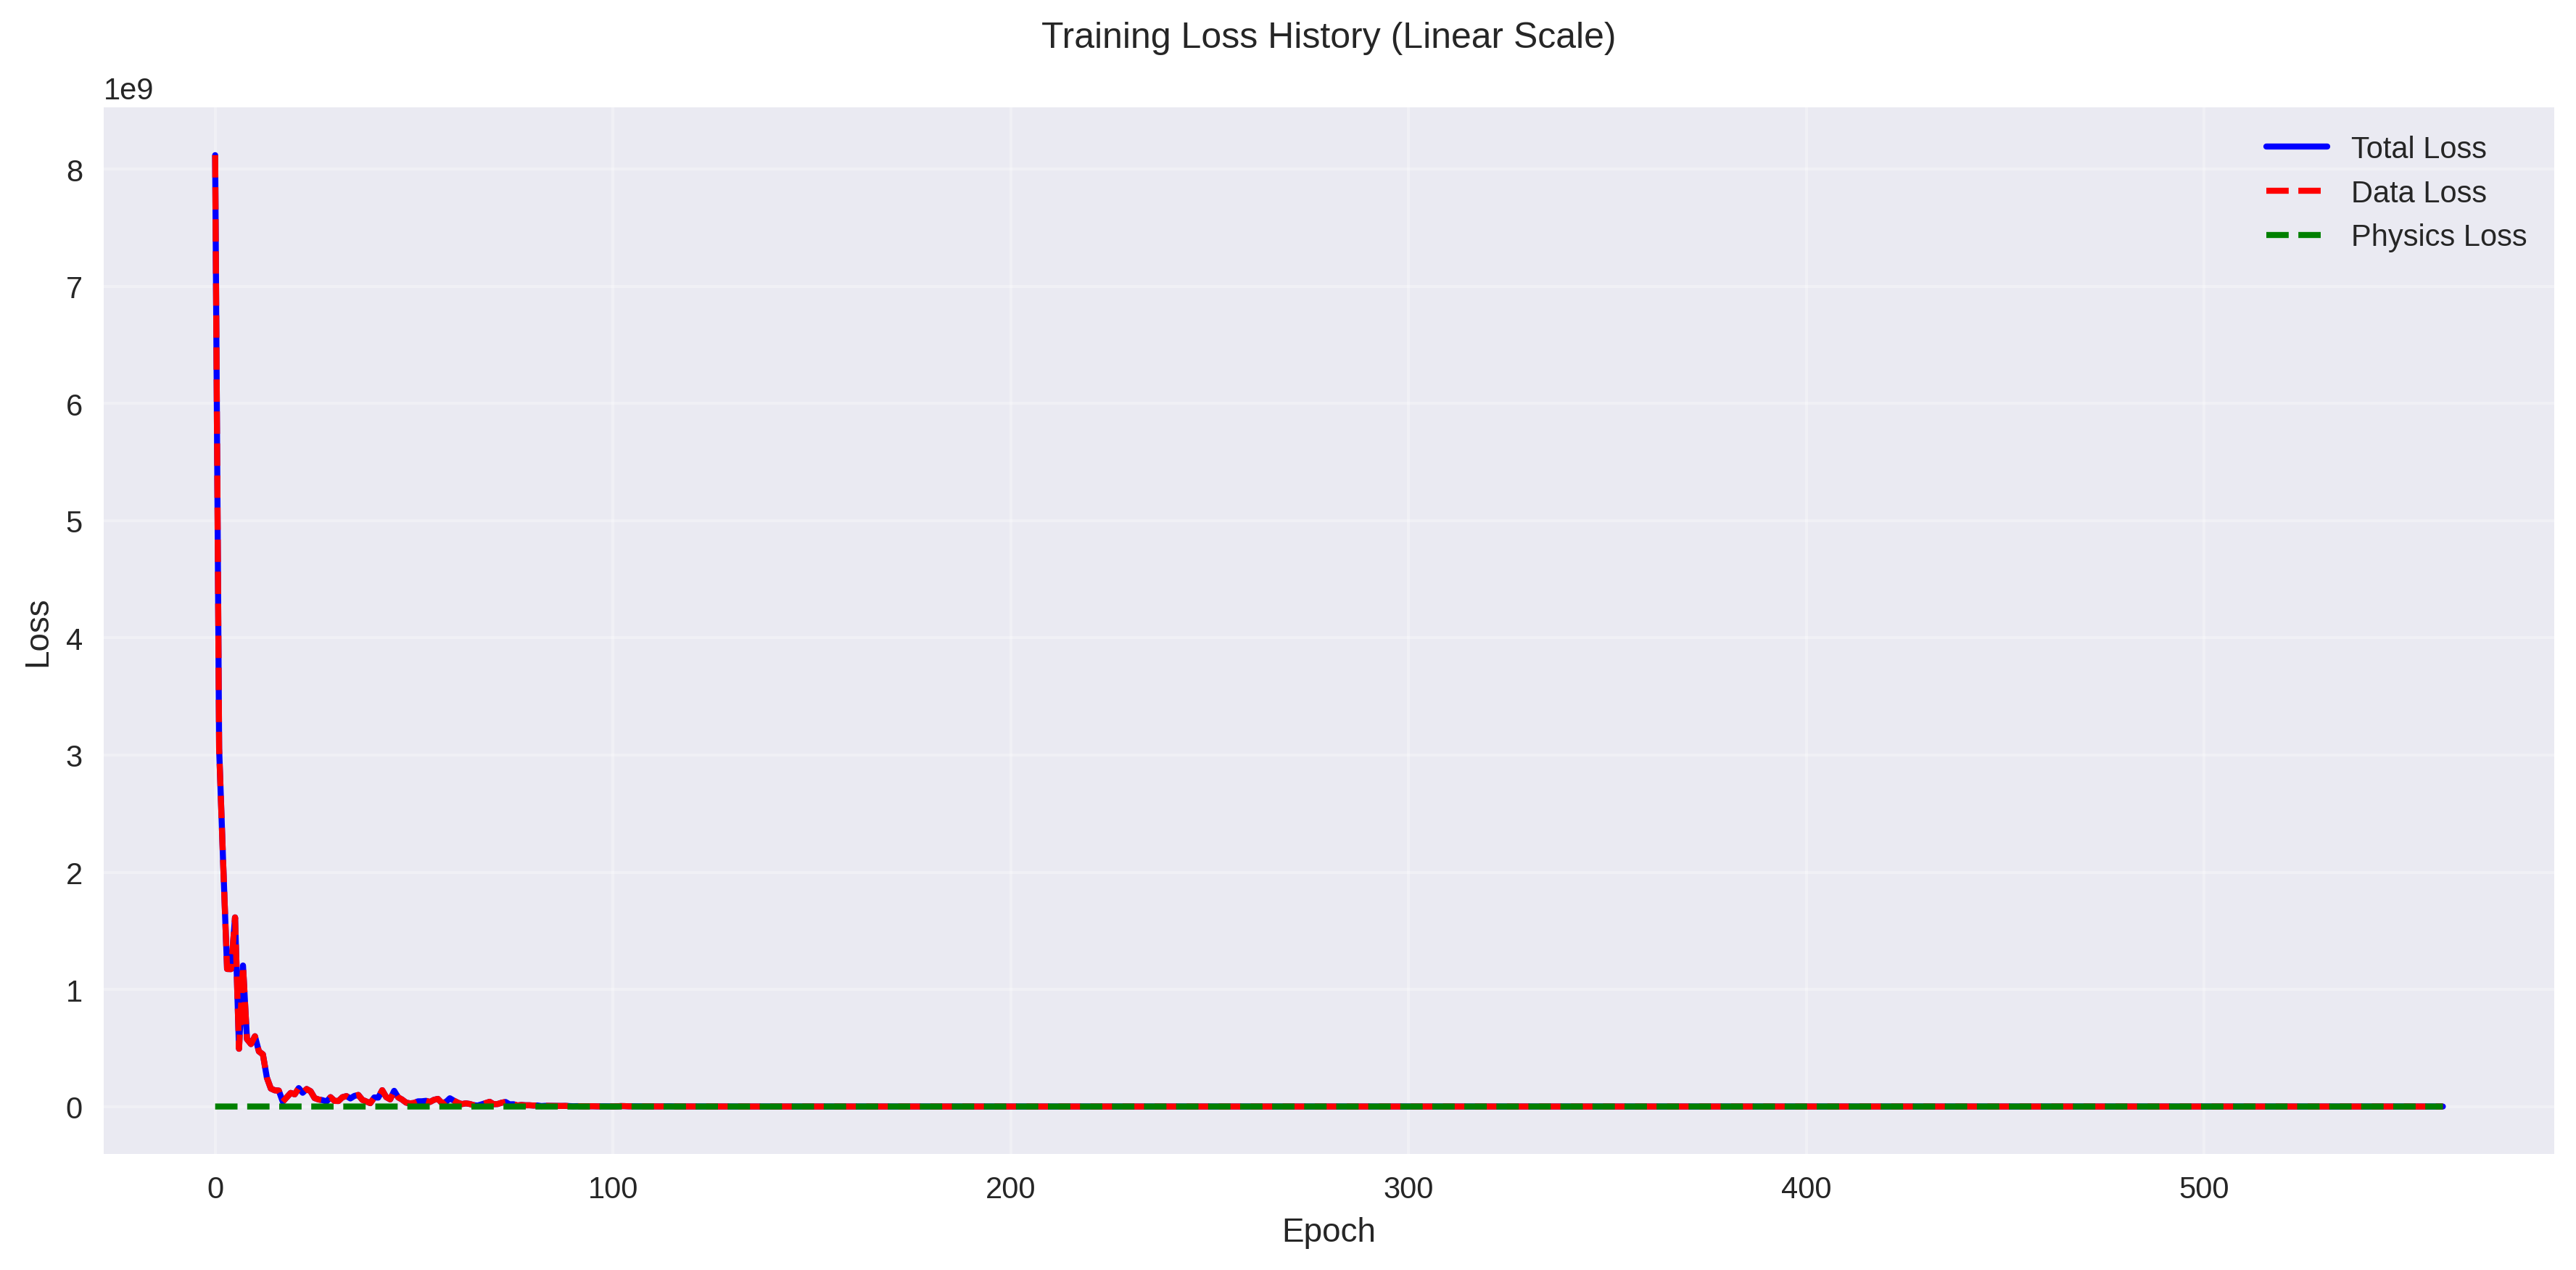 Training Loss History (Linear Scale)
1e9
Total Loss
Data Loss
Physics Loss
8
7
6
5
4
3
2
1
0
Loss
0 100 200 300 400 500
Epoch